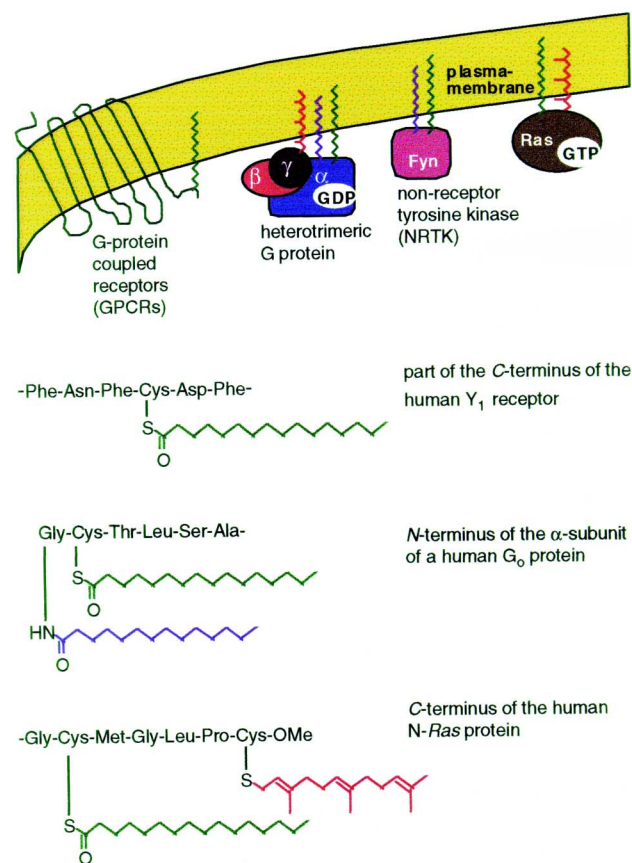 plasma-
membrane
β
γ
α
GDP
Fyn
Ras
GTP
G-protein
coupled
receptors
(GPCRs)
heterotrimeric
G protein
non-receptor
tyrosine kinase
(NRTK)
-Phe-Asn-Phe-Cys-Asp-Phe-
S
O
part of the C-terminus of the
human Y₁ receptor
Gly-Cys-Thr-Leu-Ser-Ala-
S
O
HN
O
N-terminus of the α-subunit
of a human Gₒ protein
C-terminus of the human
N-Ras protein
-Gly-Cys-Met-Gly-Leu-Pro-Cys-OMe
S
S
O